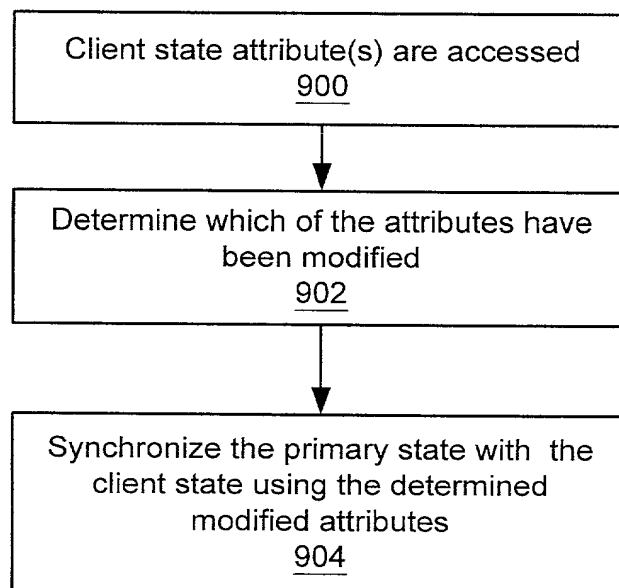 Client state attribute(s) are accessed
900
Determine which of the attributes have
been modified
902
Synchronize the primary state with the
client state using the determined
modified attributes
904